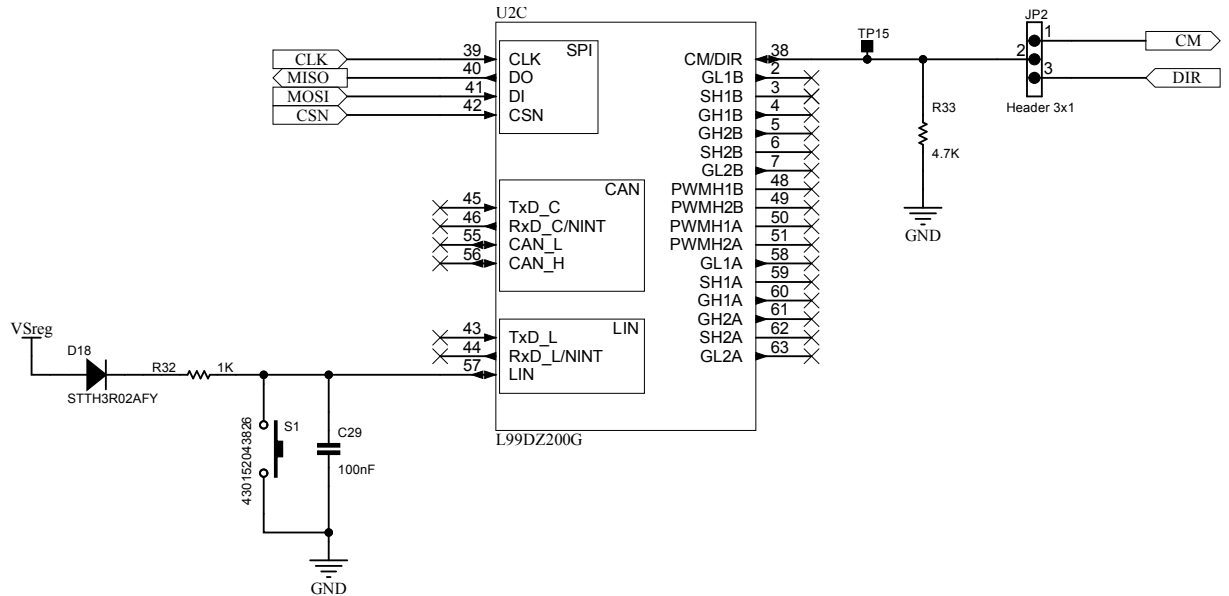 U2C
SPI
CLK
39
CLK
MISO
40
DO
MOSI
41
DI
CSN
42
CSN
CAN
45
TxD_C
46
RxD_C/NINT
55
CAN_L
56
CAN_H
LIN
43
TxD_L
44
RxD_L/NINT
57
LIN
CM/DIR
38
GL1B
2
SH1B
3
GH1B
4
GH2B
5
SH2B
6
GL2B
7
PWMH1B
48
PWMH2B
49
PWMH1A
50
PWMH2A
51
GL1A
58
SH1A
59
GH1A
60
GH2A
61
SH2A
62
GL2A
63
L99DZ200G
TP15
JP2
1
CM
2
3
DIR
Header 3x1
R33
4.7K
GND
VSreg
D18
STTH3R02AFY
R32
1K
S1
430152043826
C29
100nF
GND